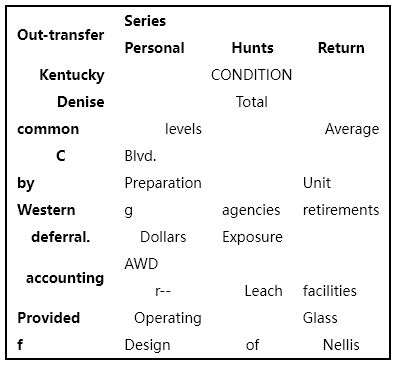 Out-transfer Series
Personal Hunts Return
Kentucky CONDITION
Denise Total
common levels Average
C Blvd.
by Preparation Unit
Western g agencies retirements
deferral. Dollars Exposure
accounting AWD
r-- Leach facilities
Provided Operating Glass
f Design of Nellis